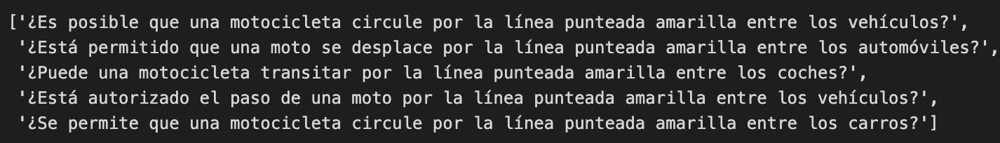 ['¿Es posible que una motocicleta circule por la línea punteada amarilla entre los vehículos?',
'¿Está permitido que una moto se desplace por la línea punteada amarilla entre los automóviles?',
'¿Puede una motocicleta transitar por la línea punteada amarilla entre los coches?',
'¿Está autorizado el paso de una moto por la línea punteada amarilla entre los vehículos?',
'¿Se permite que una motocicleta circule por la línea punteada amarilla entre los carros?']